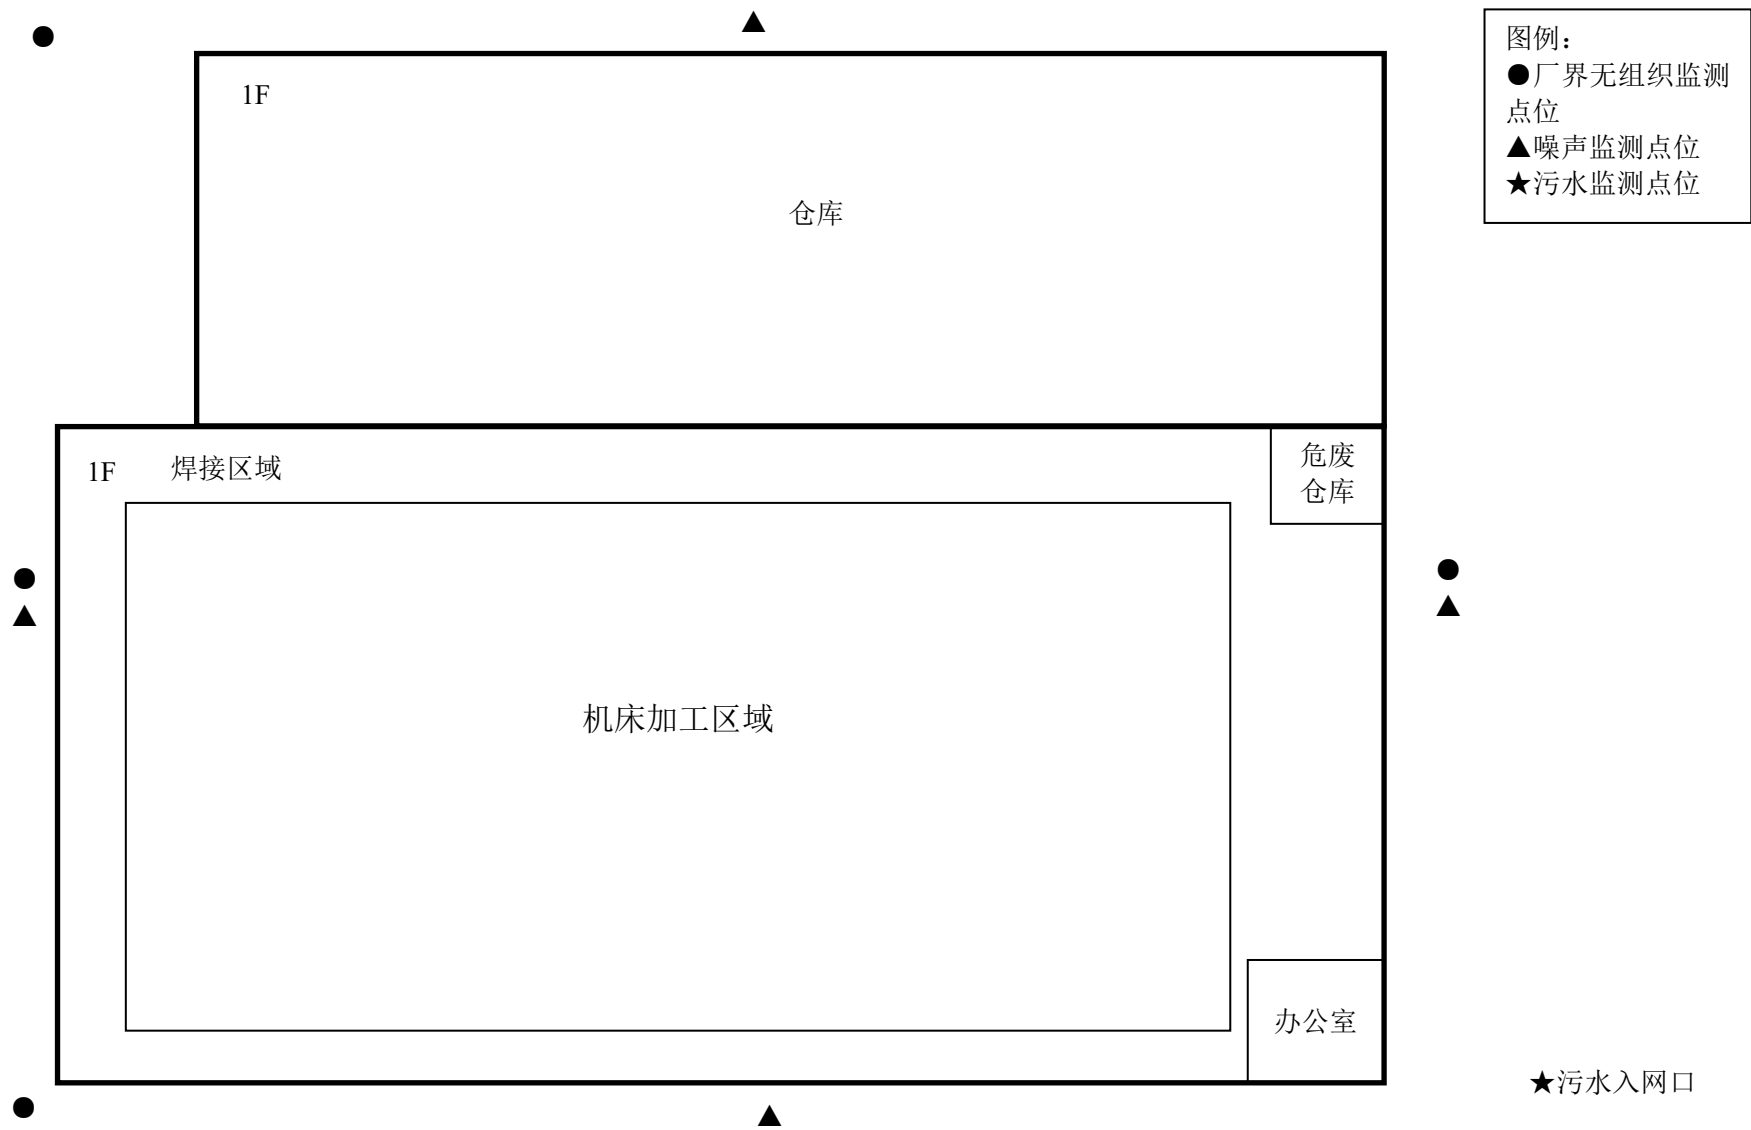 图例：
●厂界无组织监测
点位
▲噪声监测点位
★污水监测点位
1F
仓库
1F
焊接区域
危废
仓库
机床加工区域
办公室
★污水入网口